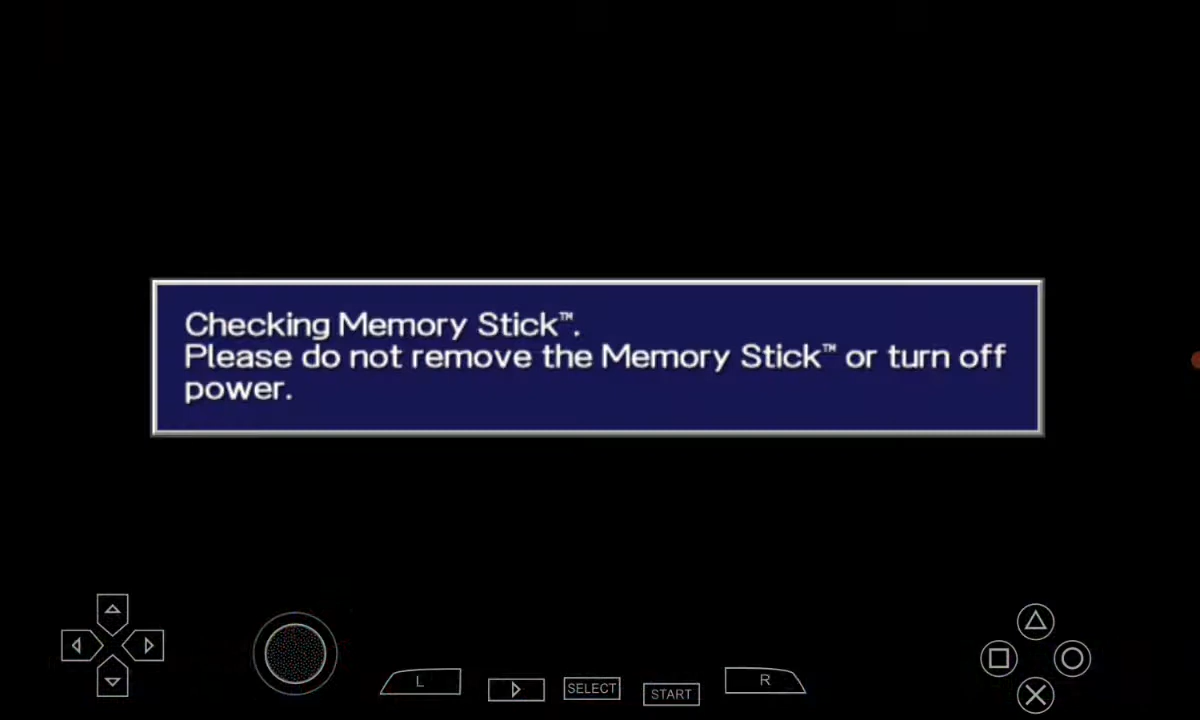 Checking Memory Stick™.
Please do not remove the Memory Stick™ or turn off
power.
L
SELECT
START
R